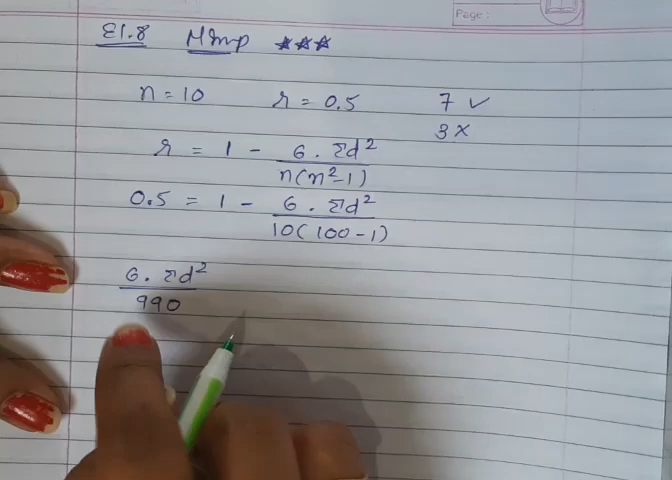 Page :
Ex.8 MImp ☆☆☆
n = 10 r = 0.5 7 ✓
3 ×
r = 1 - 6 . Σd² / n(n²-1)
0.5 = 1 - 6 . Σd² / 10(100-1)
6 . Σd² / 990